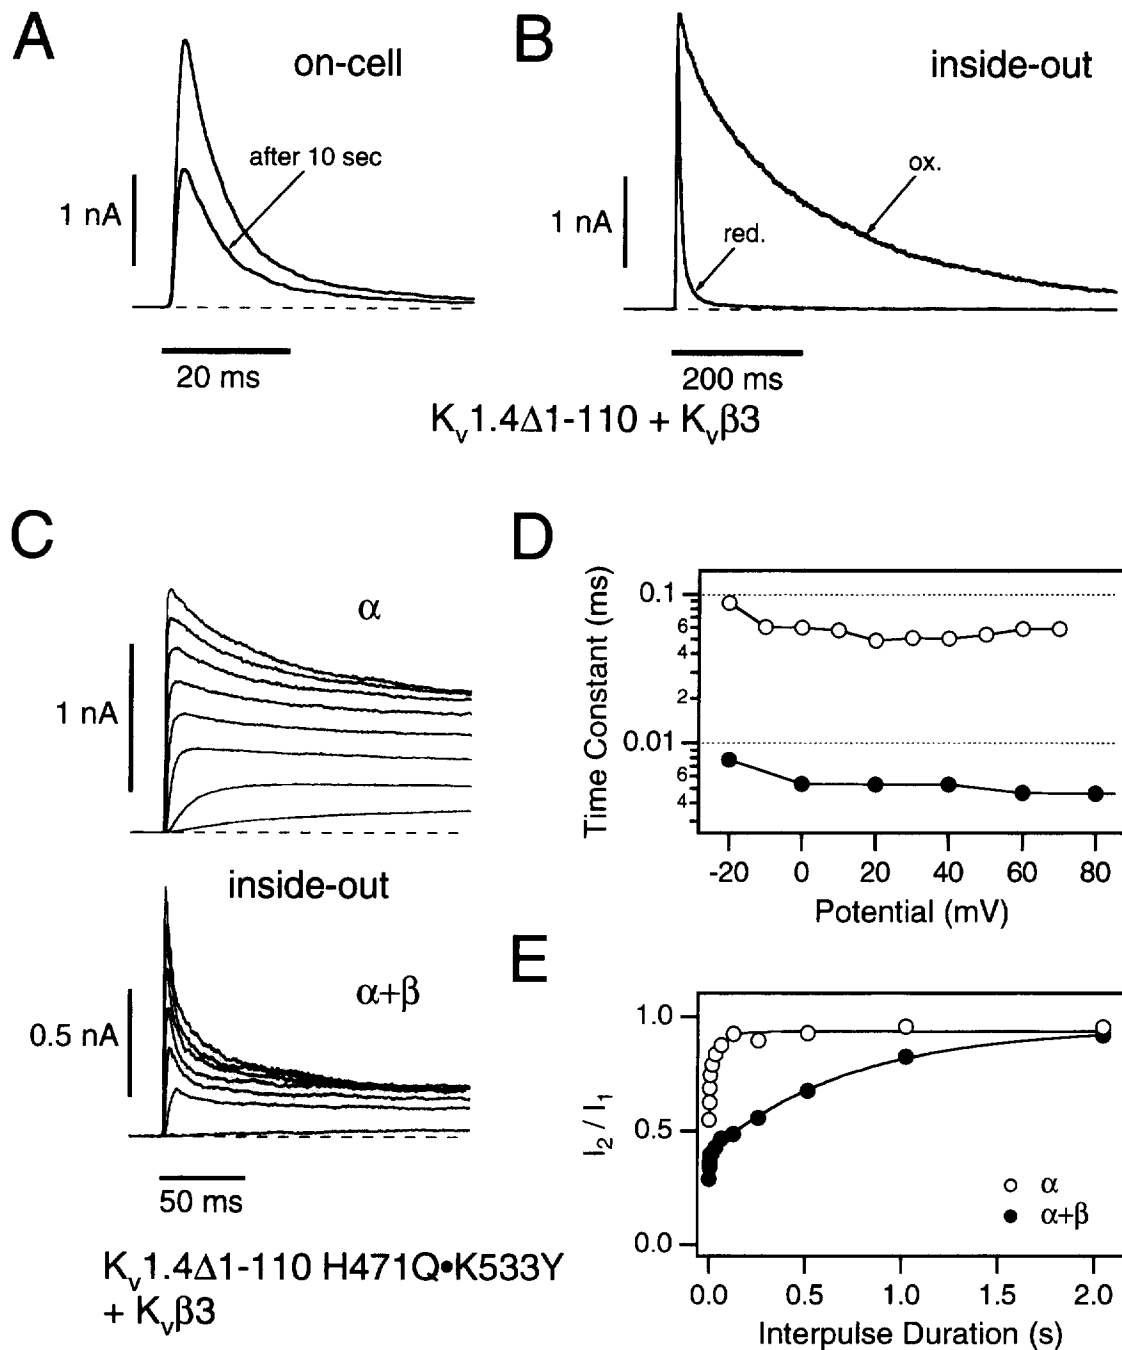 A
on-cell
after 10 sec
1 nA
20 ms
B
inside-out
ox.
red.
1 nA
200 ms
Kv1.4Δ1-110 + Kvβ3
C
α
1 nA
inside-out
α+β
0.5 nA
50 ms
Kv1.4Δ1-110 H471Q•K533Y
+ Kvβ3
D
Time Constant (ms)
0.1
6
4
2
0.01
6
4
-20 0 20 40 60 80
Potential (mV)
E
I2 / I1
1.0
0.5
0.0
α
α+β
0.0 0.5 1.0 1.5 2.0
Interpulse Duration (s)